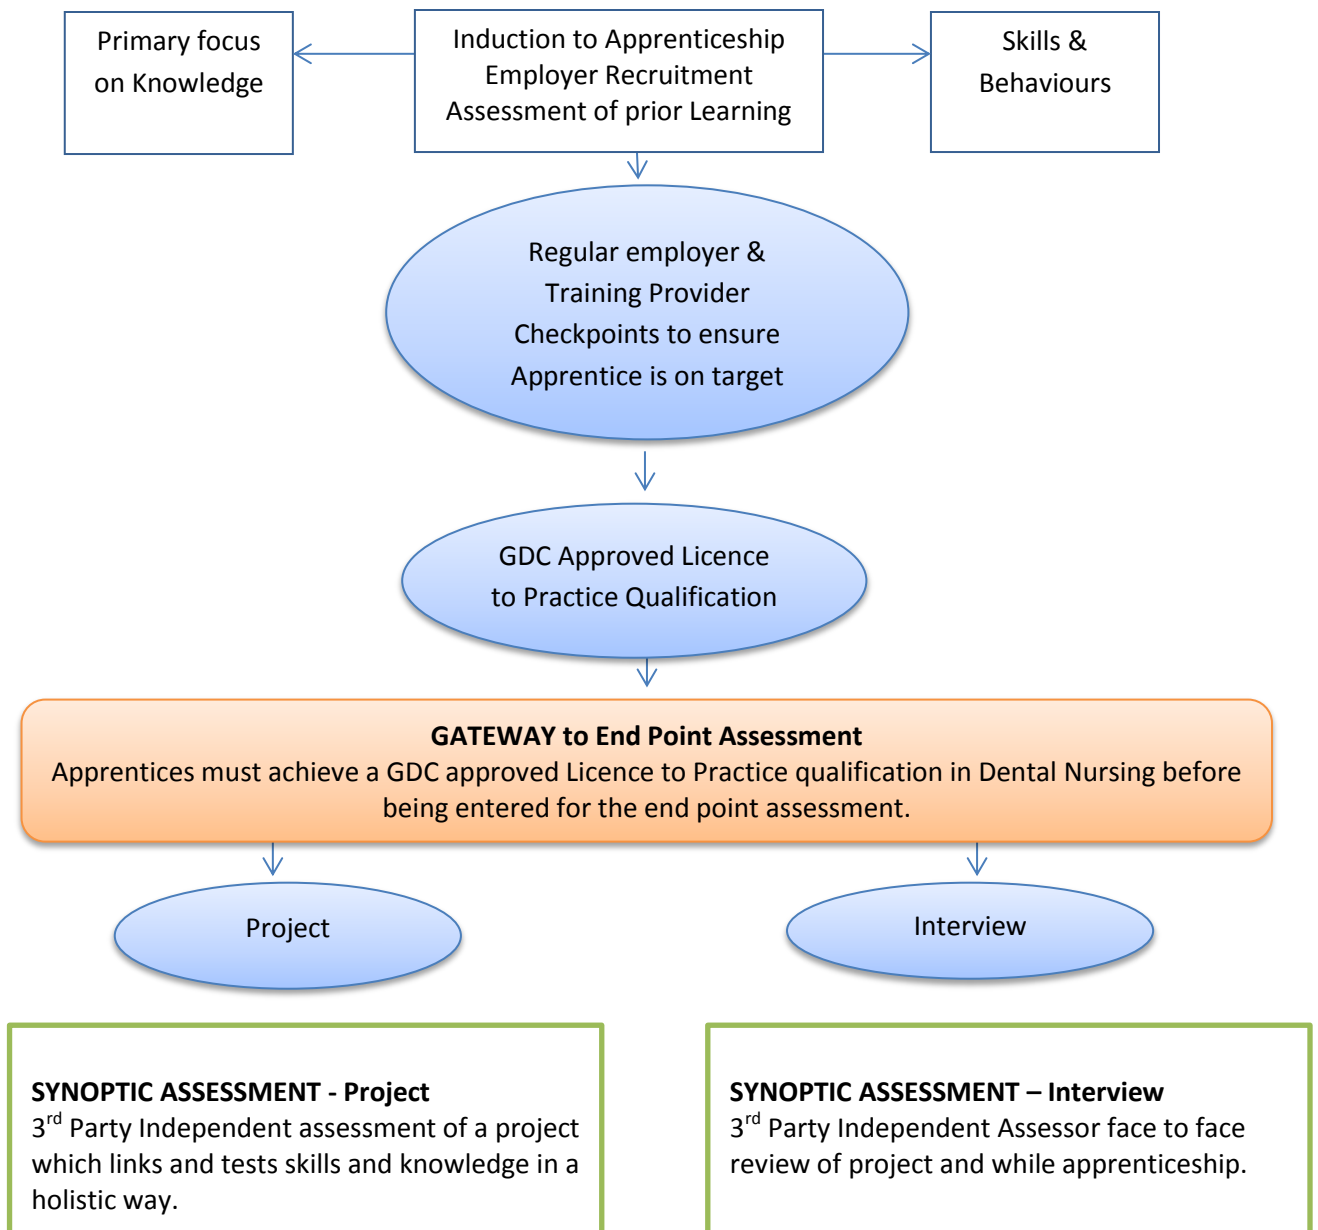 Primary focus
on Knowledge
Induction to Apprenticeship
Employer Recruitment
Assessment of prior Learning
Skills &
Behaviours
Regular employer &
Training Provider
Checkpoints to ensure
Apprentice is on target
GDC Approved Licence
to Practice Qualification
GATEWAY to End Point Assessment
Apprentices must achieve a GDC approved Licence to Practice qualification in Dental Nursing before
being entered for the end point assessment.
Project
Interview
SYNOPTIC ASSESSMENT - Project
3rd Party Independent assessment of a project
which links and tests skills and knowledge in a
holistic way.
SYNOPTIC ASSESSMENT – Interview
3rd Party Independent Assessor face to face
review of project and while apprenticeship.